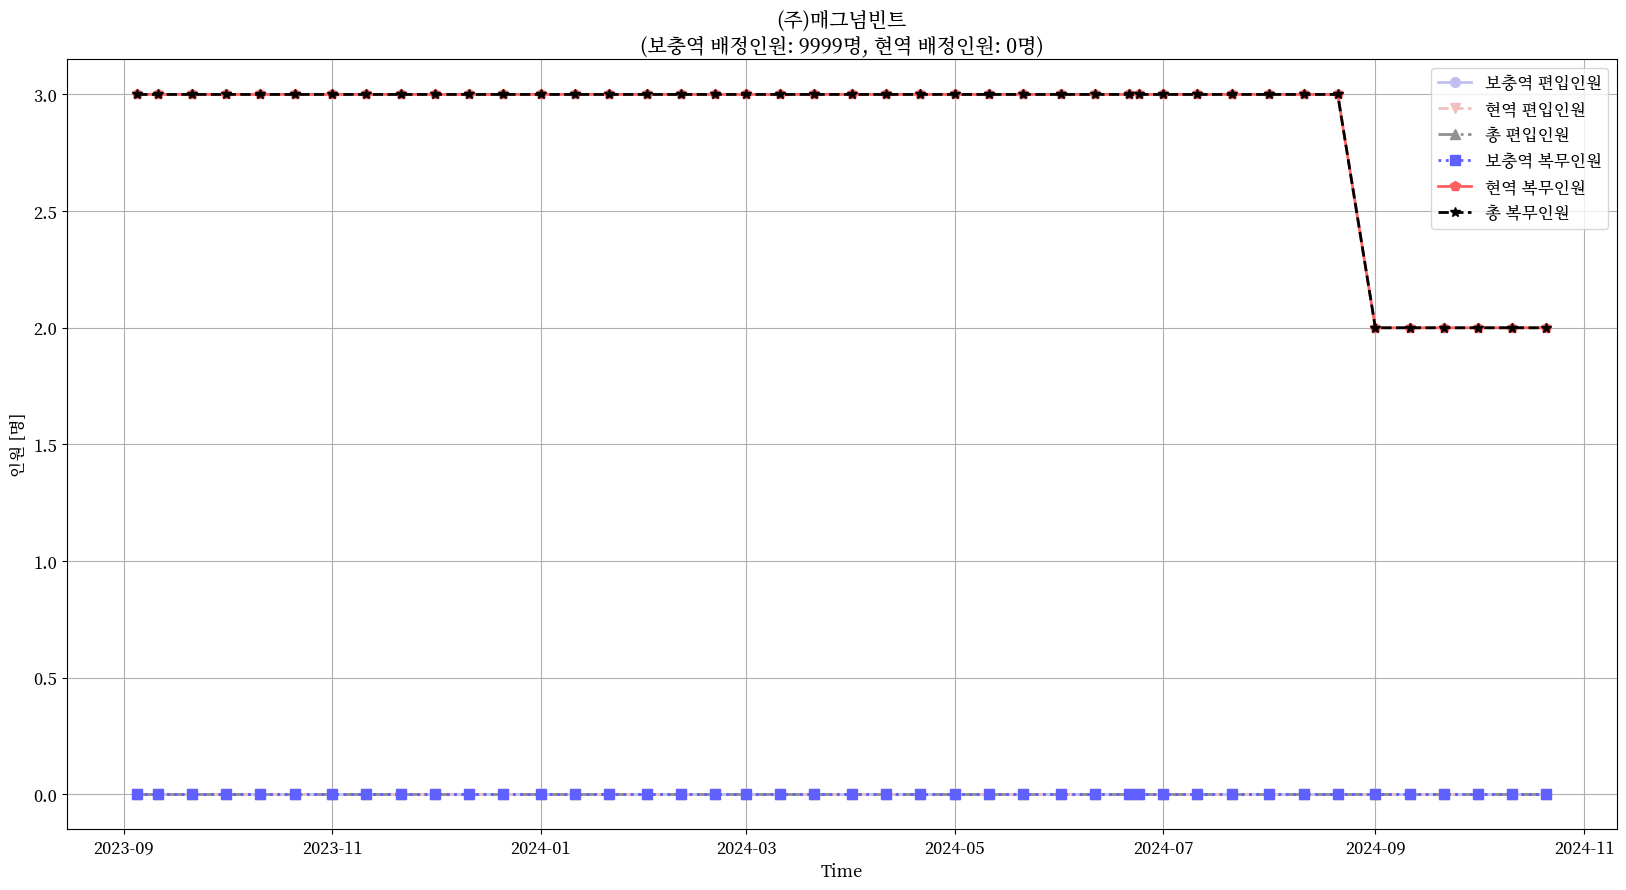 (주)매그넘빈트
(보충역 배정인원: 9999명, 현역 배정인원: 0명)
보충역 편입인원
현역 편입인원
총 편입인원
보충역 복무인원
현역 복무인원
총 복무인원
3.0
2.5
2.0
1.5
1.0
0.5
0.0
인원 [명]
2023-09
2023-11
2024-01
2024-03
2024-05
2024-07
2024-09
2024-11
Time